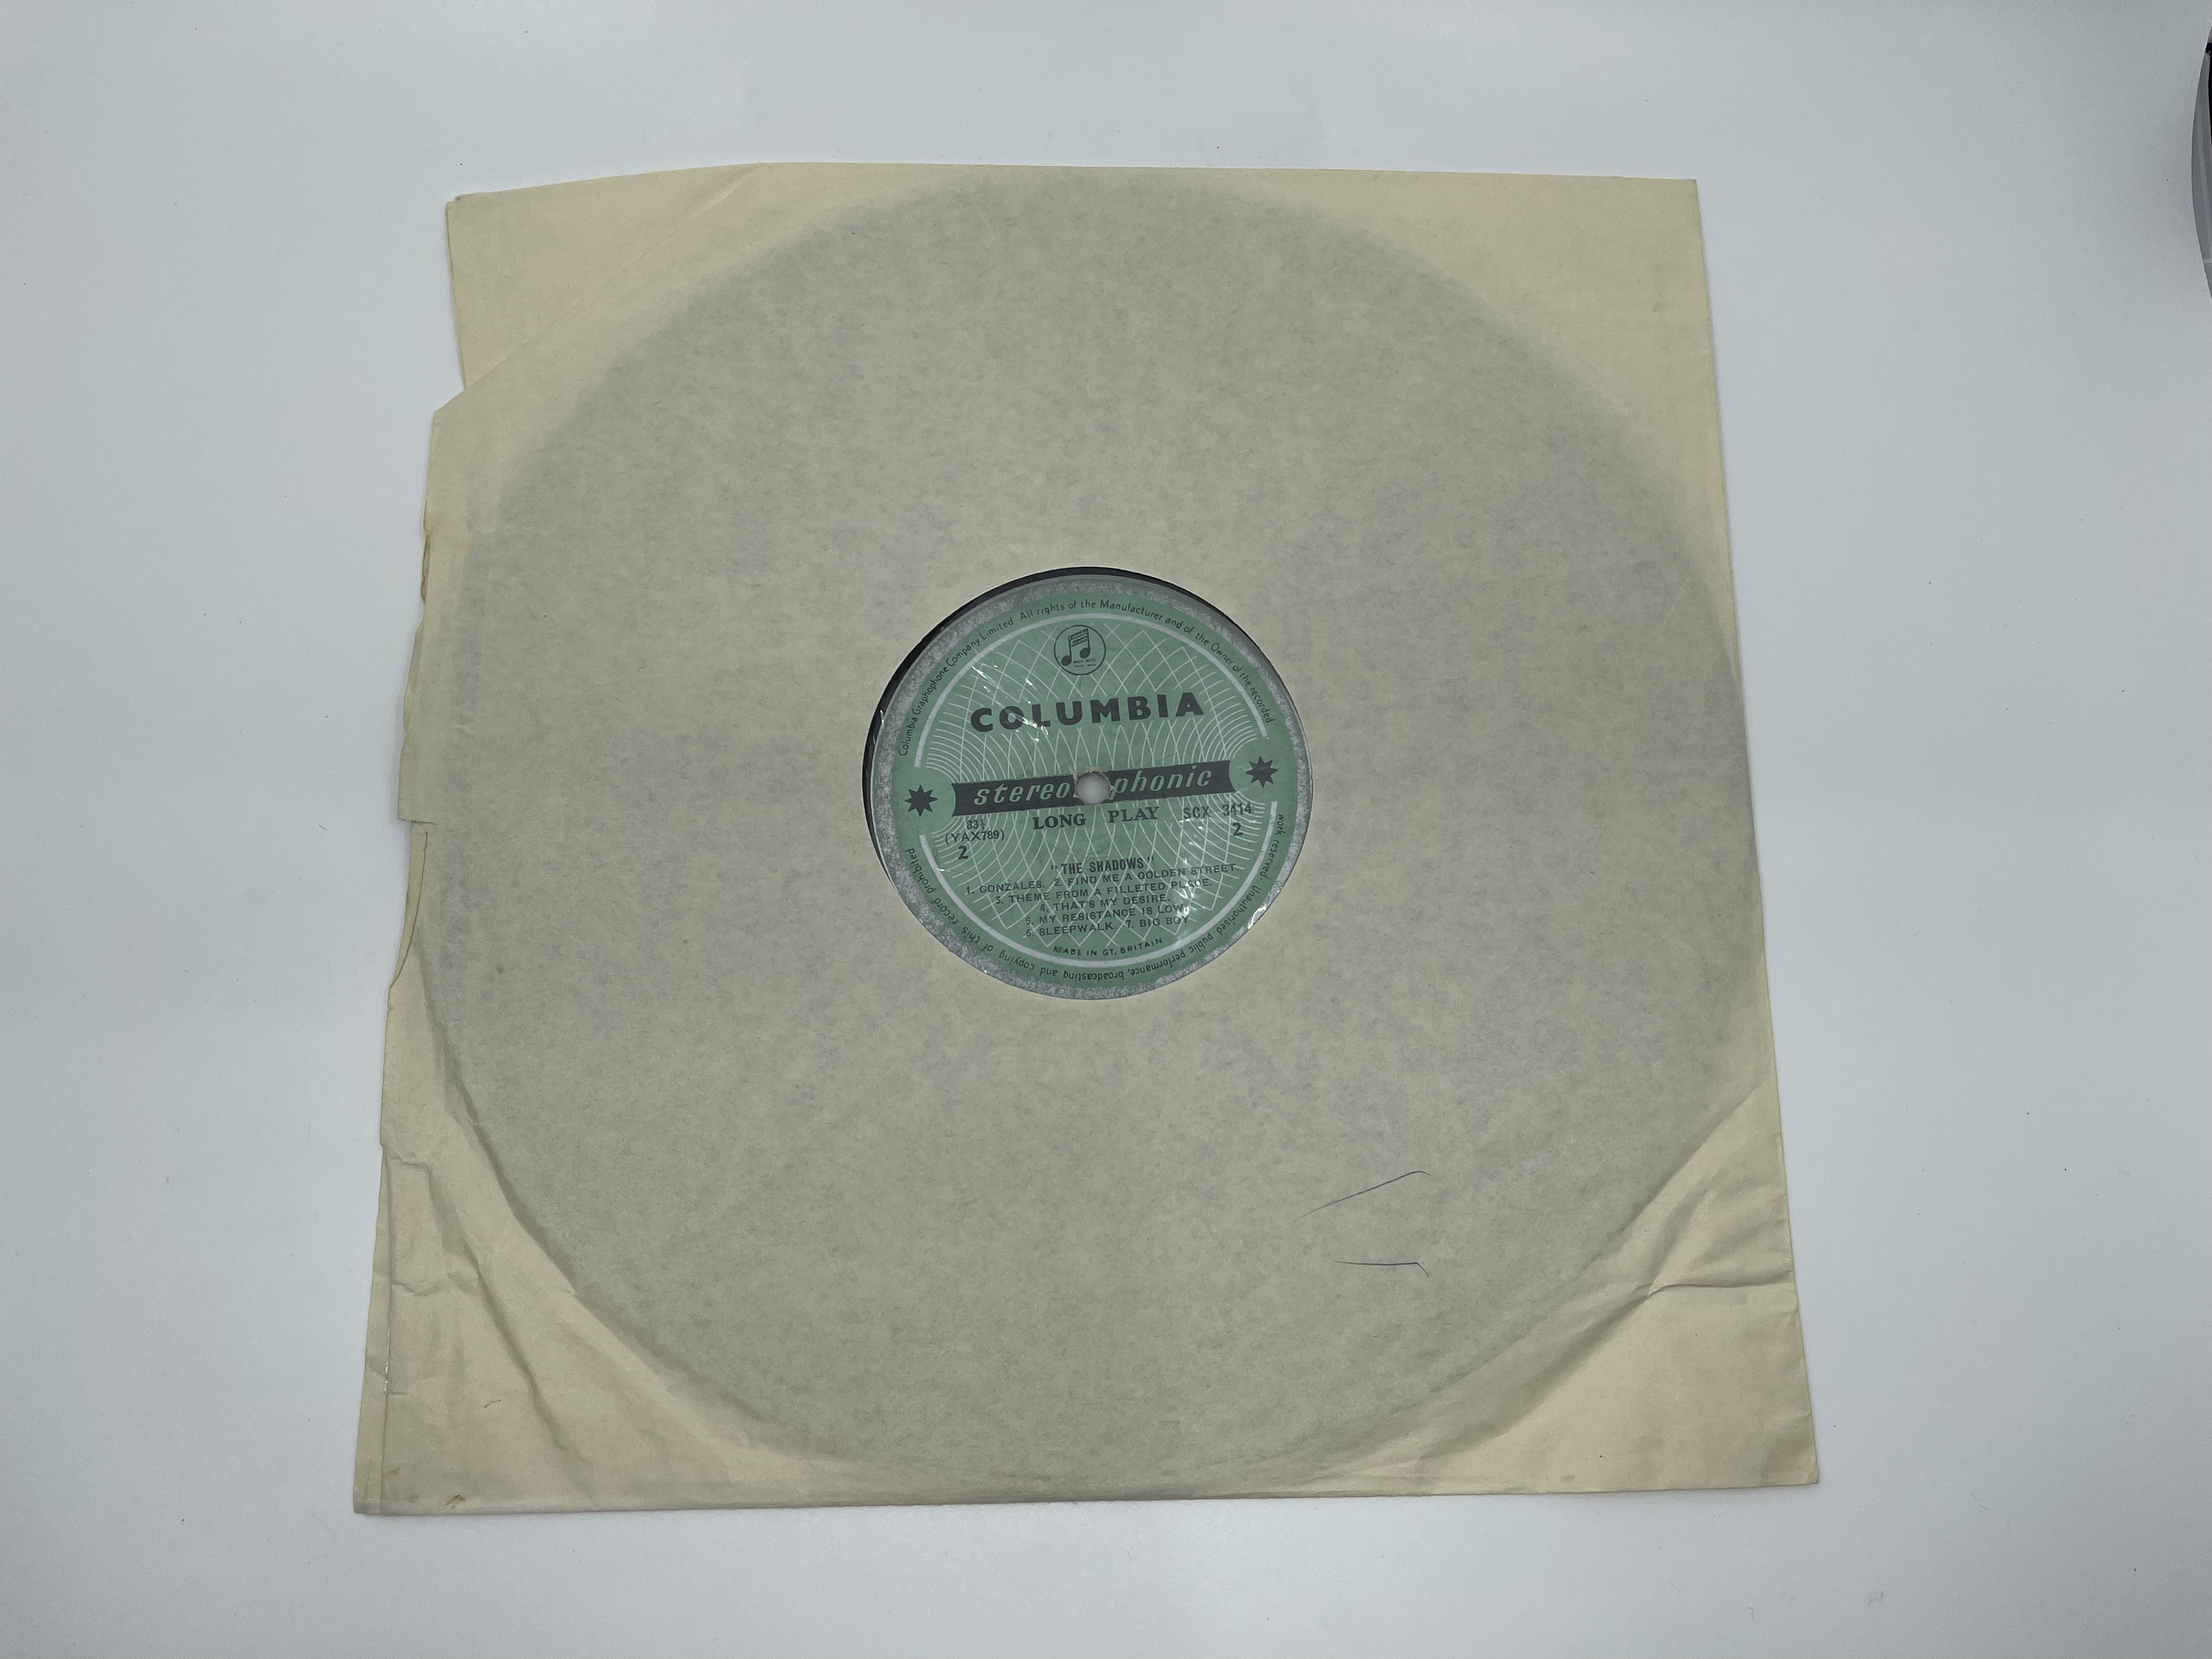 Columbia Graphophone Company Limited All rights of the Manufacturer and of the Owner of the recorded work reserved. Unauthorised public performance, broadcasting and copying of this record prohibited
COLUMBIA
stereophonic
33⅓ LONG PLAY SCX 3414
(YAX789) 2
2
"THE SHADOWS"
1. GONZALES. 2. FIND ME A GOLDEN STREET.
3. THEME FROM A FILLETED PLACE.
4. THAT'S MY DESIRE.
5. MY RESISTANCE IS LOW.
6. SLEEPWALK. 7. BIG BOY
MADE IN GT. BRITAIN